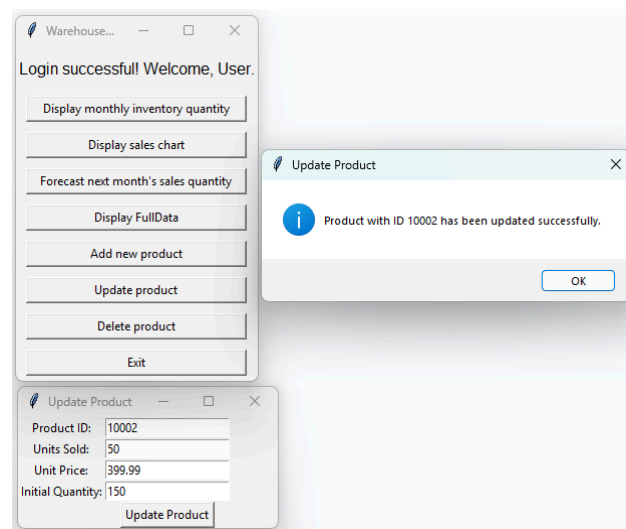 Warehouse...
Login successful! Welcome, User.
Display monthly inventory quantity
Display sales chart
Forecast next month's sales quantity
Display FullData
Add new product
Update product
Delete product
Exit
Update Product
Product with ID 10002 has been updated successfully.
OK
Update Product
Product ID: 10002
Units Sold: 50
Unit Price: 399.99
Initial Quantity: 150
Update Product